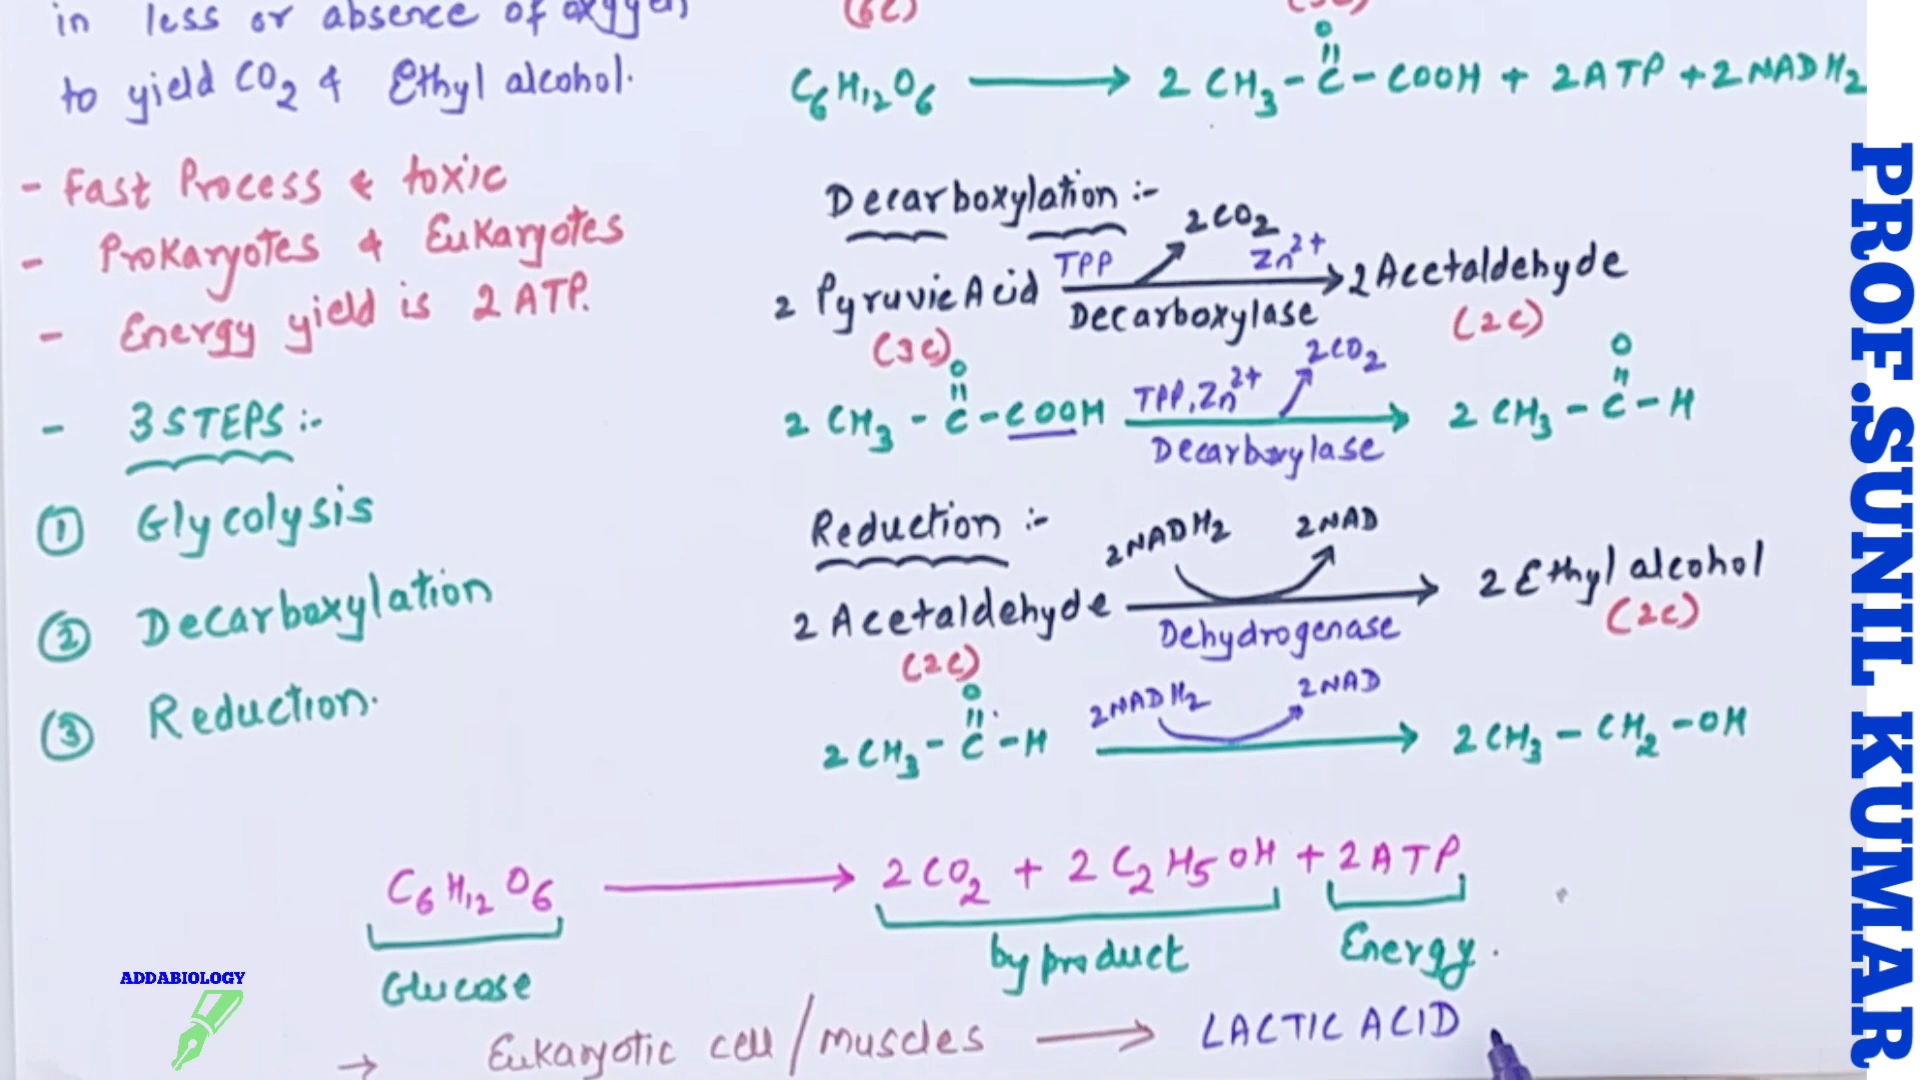 in less or absence of oxygen
to yield CO2 & Ethyl alcohol.
- Fast Process & toxic
- Prokaryotes & Eukaryotes
- Energy yield is 2 ATP.
- 3 STEPS :-
① Glycolysis
② Decarboxylation
③ Reduction.
(6C)
C6H12O6 → 2 CH3-C-COOH + 2ATP + 2NADH2
O
Decarboxylation :-
2CO2
TPP Zn2+
2 Pyruvic Acid → 2 Acetaldehyde
Decarboxylase
(3C) (2C)
O 2CO2 O
TPP, Zn2+
2 CH3 - C - COOH → 2 CH3 - C - H
Decarboxylase
Reduction :-
2NADH2 2NAD
2 Acetaldehyde → 2 Ethyl alcohol
Dehydrogenase
(2C) (2C)
O 2NADH2 2NAD
2CH3 - C - H → 2CH3 - CH2 - OH
C6H12O6 → 2CO2 + 2C2H5OH + 2ATP
Glucose by product Energy.
→ Eukaryotic cell/muscles → LACTIC ACID
ADDABIOLOGY
PROF.SUNIL KUMAR